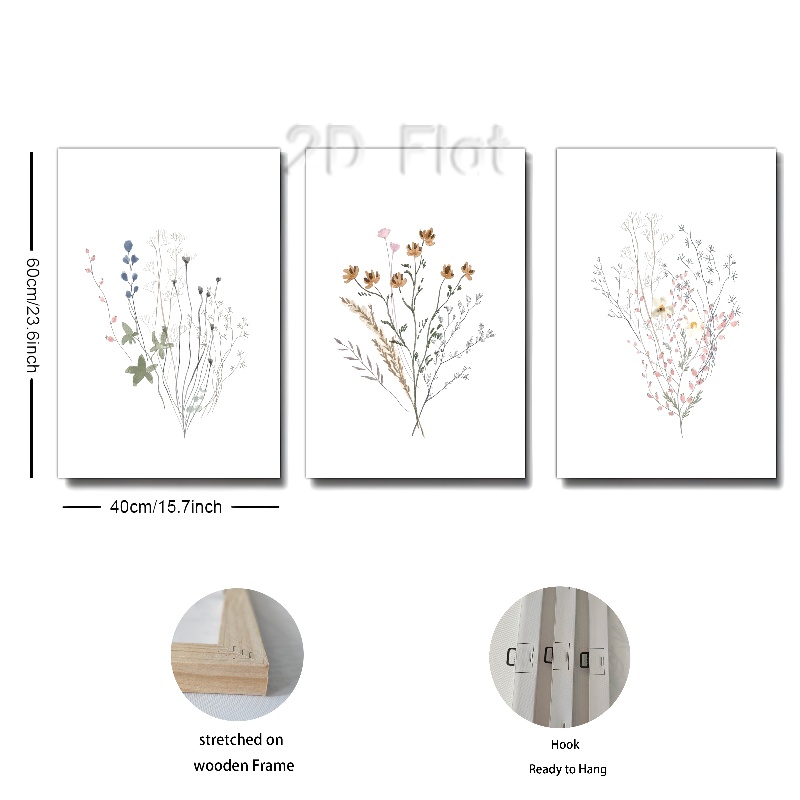 2D Flat
60cm/23.6inch
40cm/15.7inch
stretched on
wooden Frame
Hook
Ready to Hang